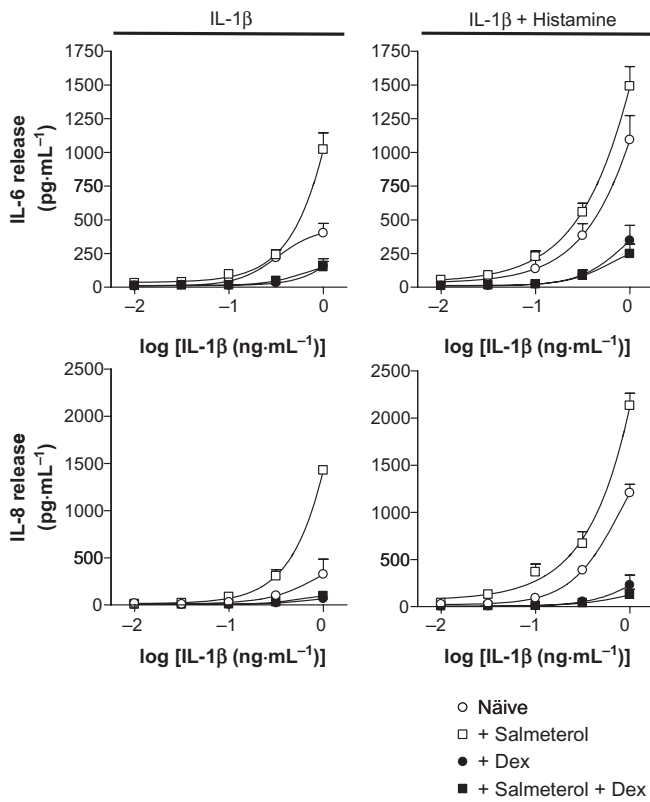 IL-1β
IL-1β + Histamine
IL-6 release
(pg·mL⁻¹)
1750
1500
1250
1000
750
500
250
0
−2
−1
0
log [IL-1β (ng·mL⁻¹)]
1750
1500
1250
1000
750
500
250
0
−2
−1
0
log [IL-1β (ng·mL⁻¹)]
IL-8 release
(pg·mL⁻¹)
2500
2000
1500
1000
500
0
−2
−1
0
log [IL-1β (ng·mL⁻¹)]
2500
2000
1500
1000
500
0
−2
−1
0
log [IL-1β (ng·mL⁻¹)]
Näive
+ Salmeterol
+ Dex
+ Salmeterol + Dex